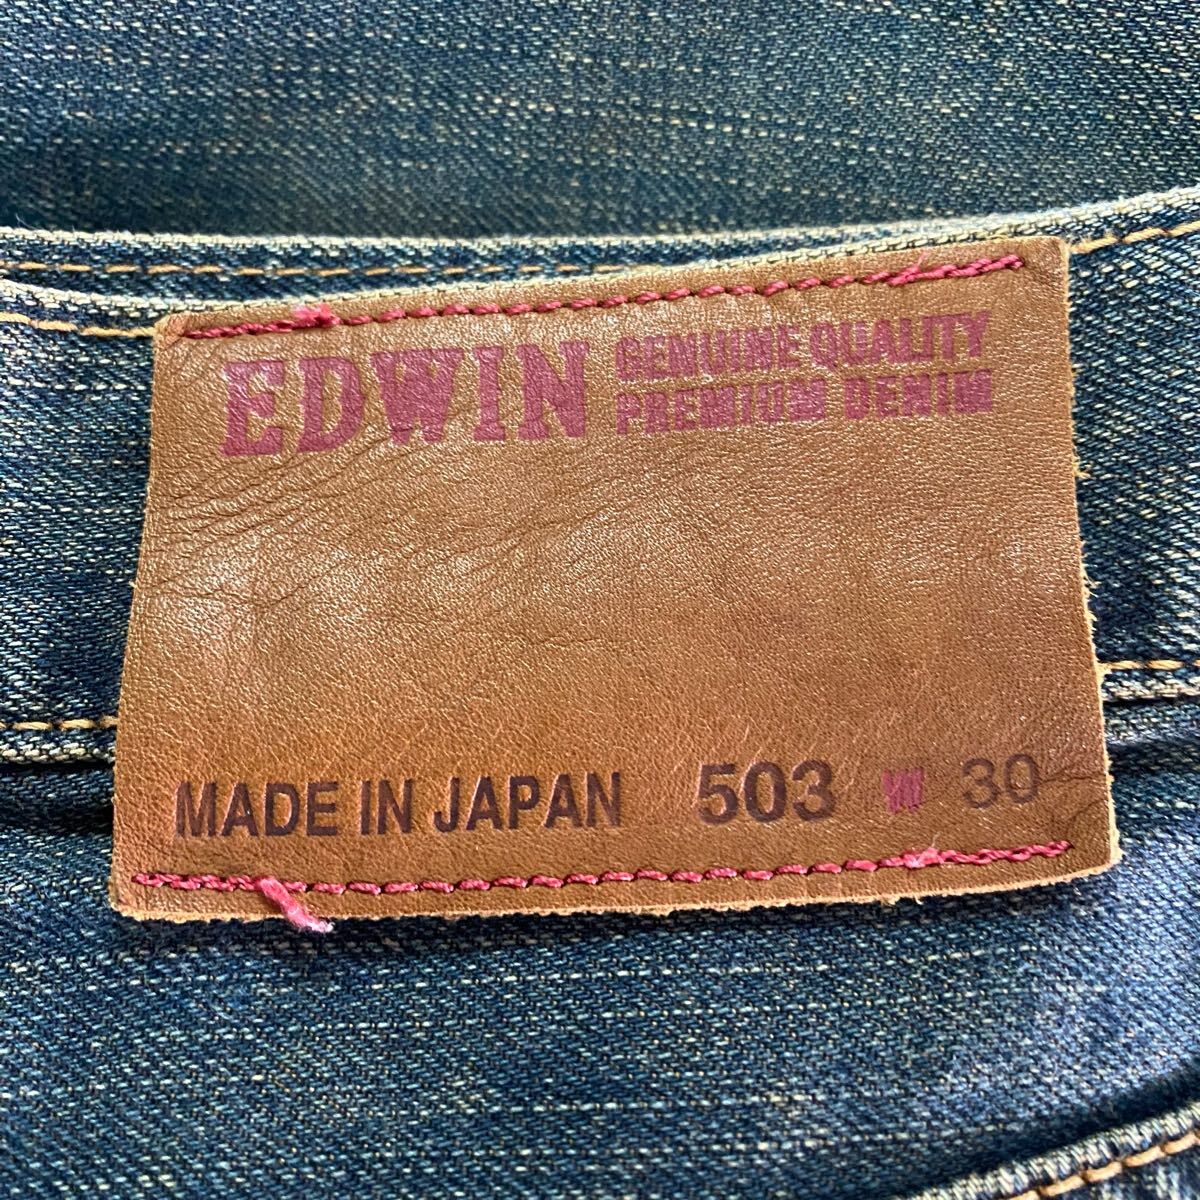 EDWIN
GENUINE QUALITY
PREMIUM DENIM
MADE IN JAPAN 503 W 30